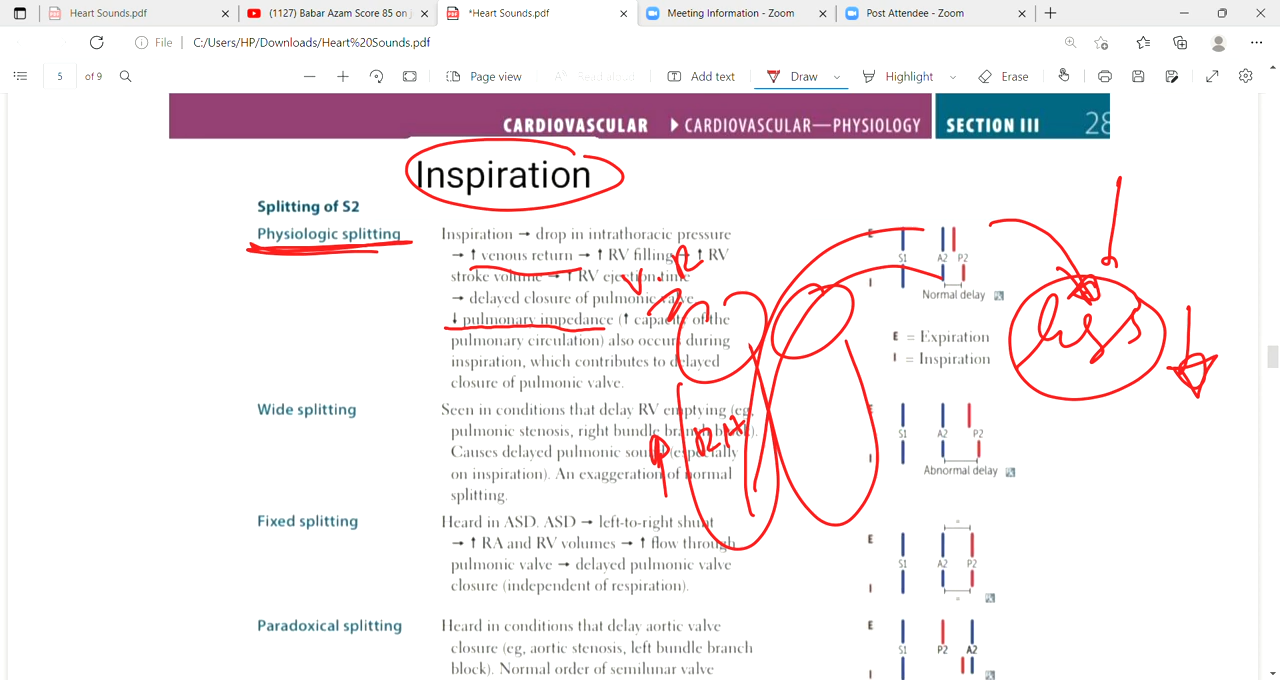 Heart Sounds.pdf
(1127) Babar Azam Score 85 on j
*Heart Sounds.pdf
Meeting Information - Zoom
Post Attendee - Zoom
File
C:/Users/HP/Downloads/Heart%20Sounds.pdf
5 of 9
Page view
Read aloud
Add text
Draw
Highlight
Erase
CARDIOVASCULAR ▶ CARDIOVASCULAR—PHYSIOLOGY SECTION III 28
Inspiration
Splitting of S2
Physiologic splitting
Inspiration → drop in intrathoracic pressure
→ ↑ venous return → ↑ RV filling → ↑ RV
stroke volume → ↑ RV ejection time
→ delayed closure of pulmonic valve.
↓ pulmonary impedance (↑ capacity of the
pulmonary circulation) also occurs during
inspiration, which contributes to delayed
closure of pulmonic valve.
E
S1 A2 P2
I
Normal delay
E = Expiration
I = Inspiration
Wide splitting
Seen in conditions that delay RV emptying (eg,
pulmonic stenosis, right bundle branch block).
Causes delayed pulmonic sound (especially
on inspiration). An exaggeration of normal
splitting.
E
S1 A2 P2
I
Abnormal delay
Fixed splitting
Heard in ASD. ASD → left-to-right shunt
→ ↑ RA and RV volumes → ↑ flow through
pulmonic valve → delayed pulmonic valve
closure (independent of respiration).
E
S1 A2 P2
I
Paradoxical splitting
Heard in conditions that delay aortic valve
closure (eg, aortic stenosis, left bundle branch
block). Normal order of semilunar valve
E
S1 P2 A2
I